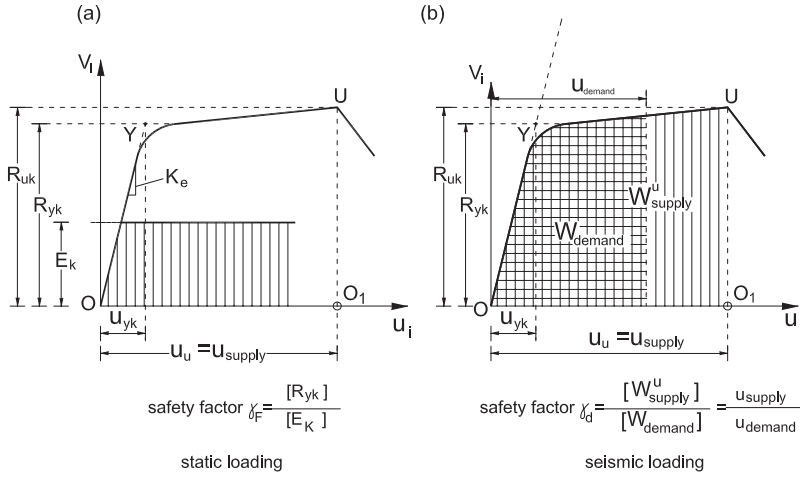 (a)
V_I
U
Y
K_e
R_uk
R_yk
E_k
O
O_1
u_i
u_yk
u_u = u_supply
safety factor γ_F = [R_yk] / [E_K]
static loading
(b)
V_i
u_demand
U
Y
R_uk
R_yk
W^u_supply
W_demand
O
O_1
u
u_yk
u_u = u_supply
safety factor γ_d = [W^u_supply] / [W_demand] = u_supply / u_demand
seismic loading